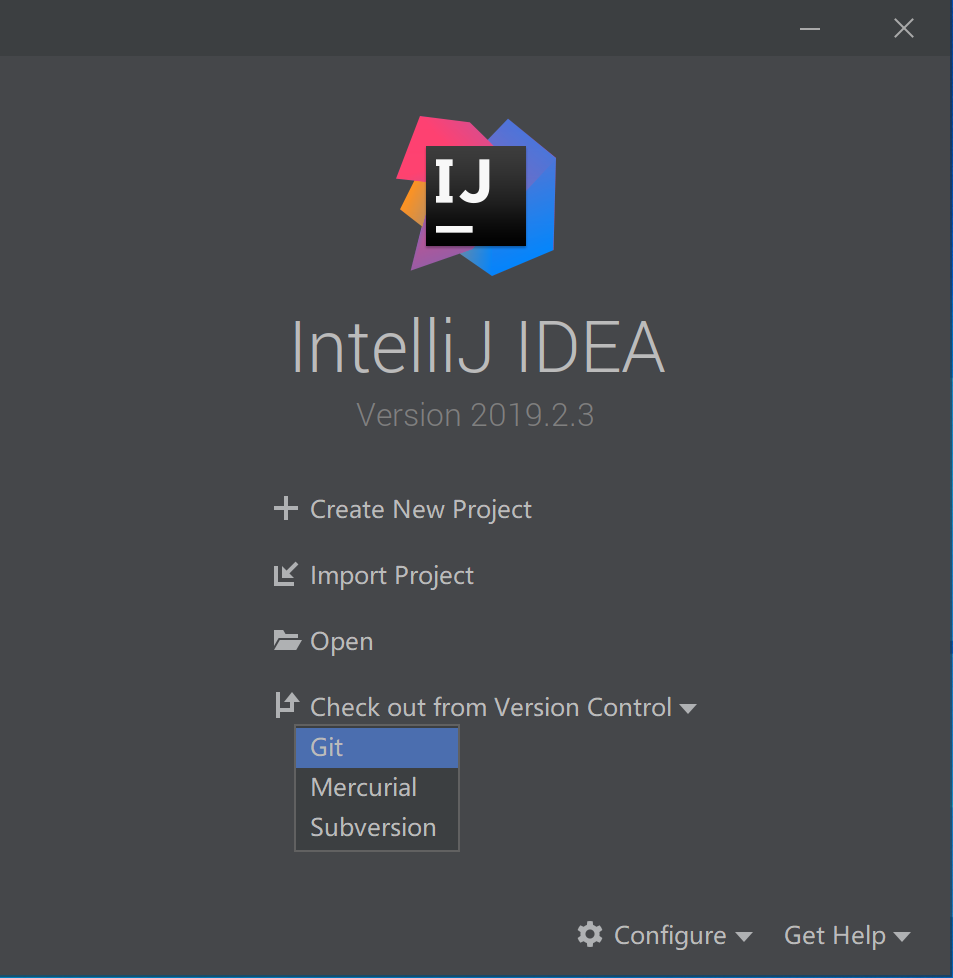 IJ
IntelliJ IDEA
Version 2019.2.3
Create New Project
Import Project
Open
Check out from Version Control
Git
Mercurial
Subversion
Configure Get Help